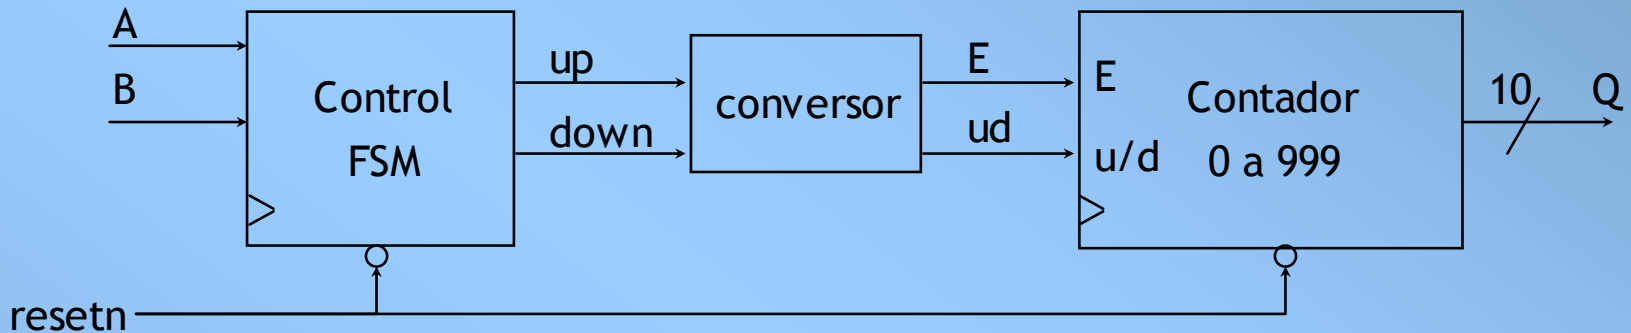 A
B
Control
FSM
up
down
conversor
E
ud
E
u/d
Contador
0 a 999
10
Q
resetn